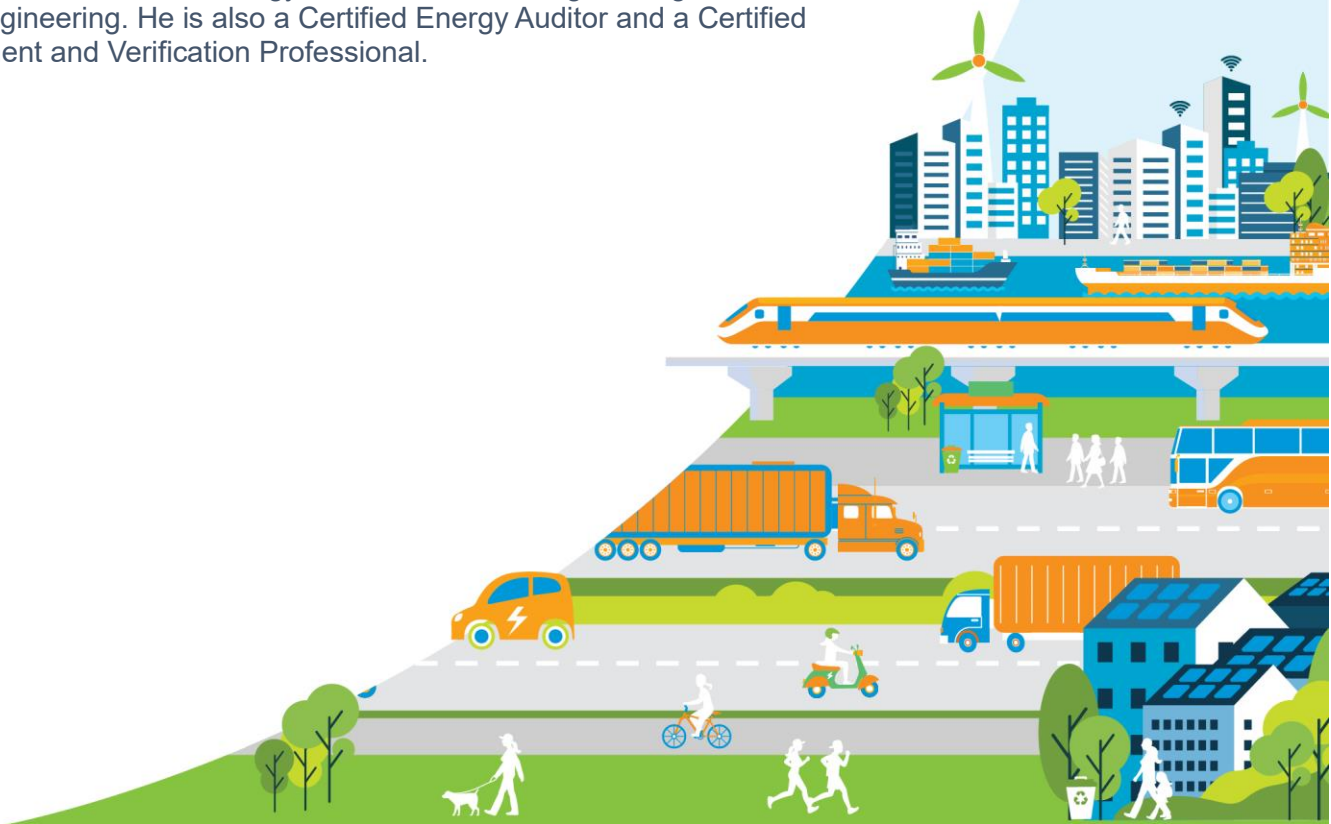 gineering. He is also a Certified Energy Auditor and a Certified
ent and Verification Professional.